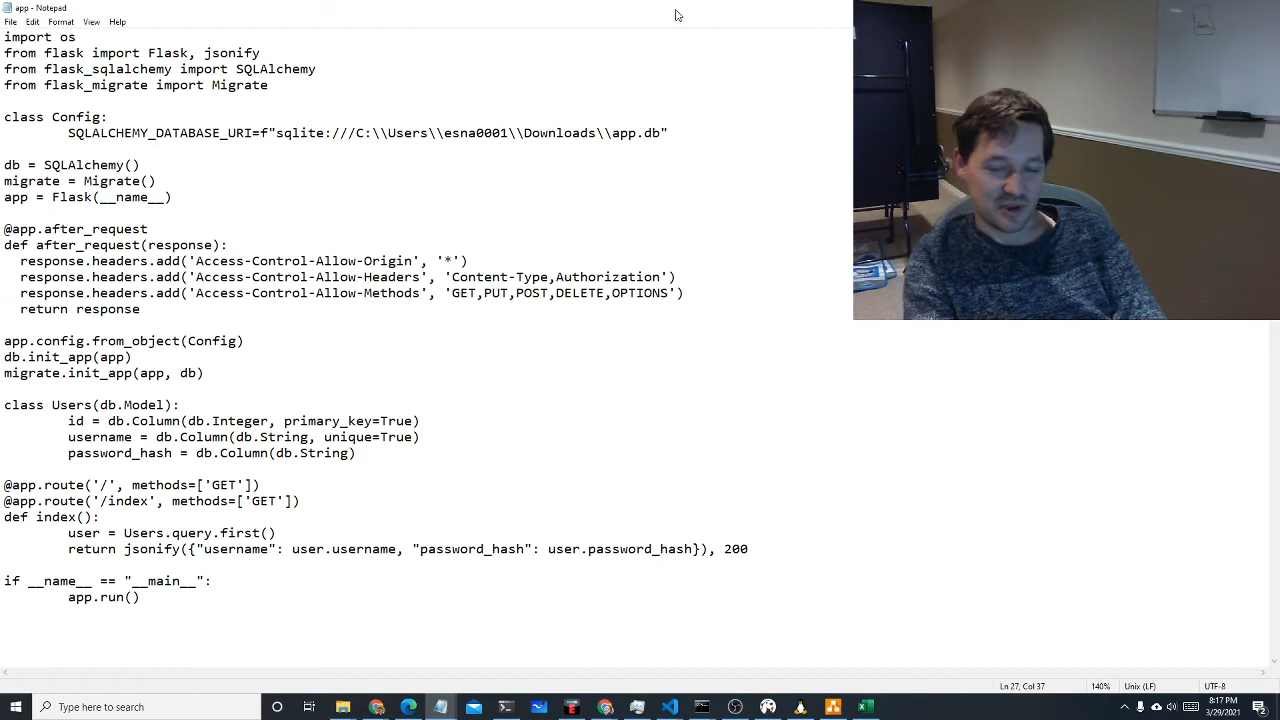 app - Notepad
File Edit Format View Help
import os
from flask import Flask, jsonify
from flask_sqlalchemy import SQLAlchemy
from flask_migrate import Migrate
class Config:
SQLALCHEMY_DATABASE_URI=f"sqlite:///C:\\Users\\esna0001\\Downloads\\app.db"
db = SQLAlchemy()
migrate = Migrate()
app = Flask(__name__)
@app.after_request
def after_request(response):
response.headers.add('Access-Control-Allow-Origin', '*')
response.headers.add('Access-Control-Allow-Headers', 'Content-Type,Authorization')
response.headers.add('Access-Control-Allow-Methods', 'GET,PUT,POST,DELETE,OPTIONS')
return response
app.config.from_object(Config)
db.init_app(app)
migrate.init_app(app, db)
class Users(db.Model):
id = db.Column(db.Integer, primary_key=True)
username = db.Column(db.String, unique=True)
password_hash = db.Column(db.String)
@app.route('/', methods=['GET'])
@app.route('/index', methods=['GET'])
def index():
user = Users.query.first()
return jsonify({"username": user.username, "password_hash": user.password_hash}), 200
if __name__ == "__main__":
app.run()
Ln 27, Col 37 140% Unix (LF) UTF-8
Type here to search
8:17 PM
3/29/2021